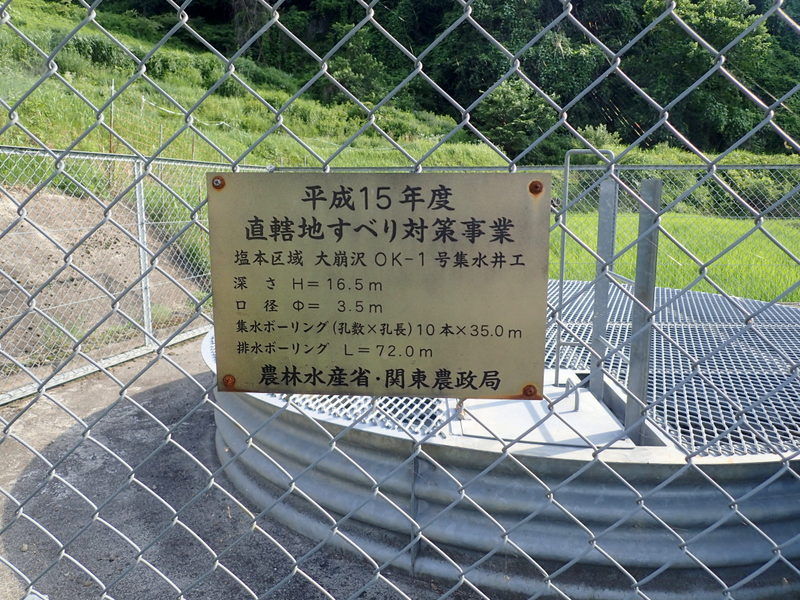 平成15年度
直轄地すべり対策事業
塩本区域 大崩沢 OK-1号集水井工
深さ H=16.5m
口径 Φ= 3.5m
集水ボーリング(孔数×孔長)10本×35.0m
排水ボーリング L=72.0m
農林水産省・関東農政局